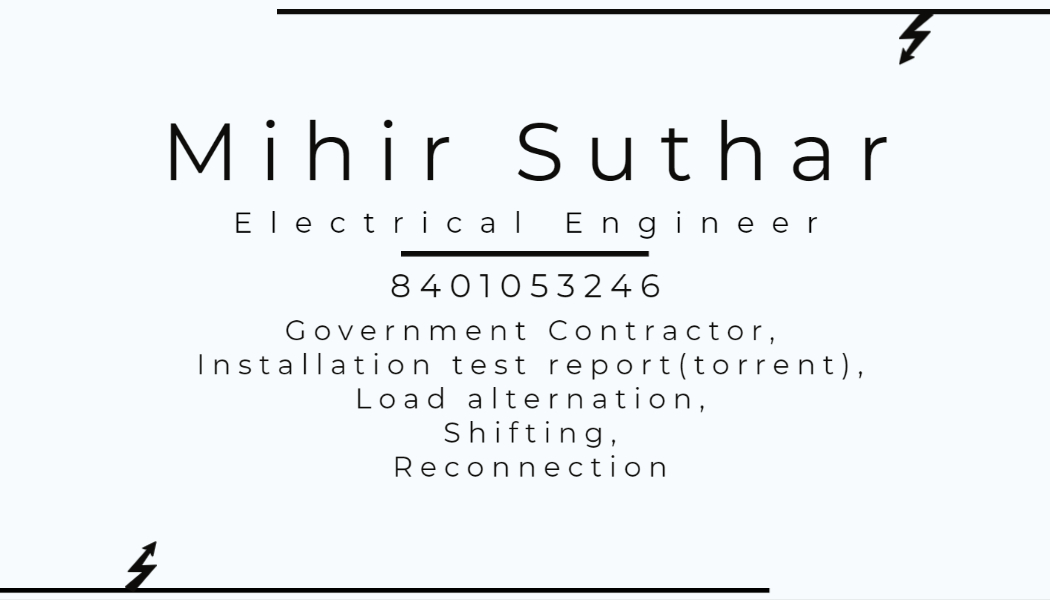 Mihir Suthar
Electrical Engineer
8401053246
Government Contractor,
Installation test report(torrent),
Load alternation,
Shifting,
Reconnection